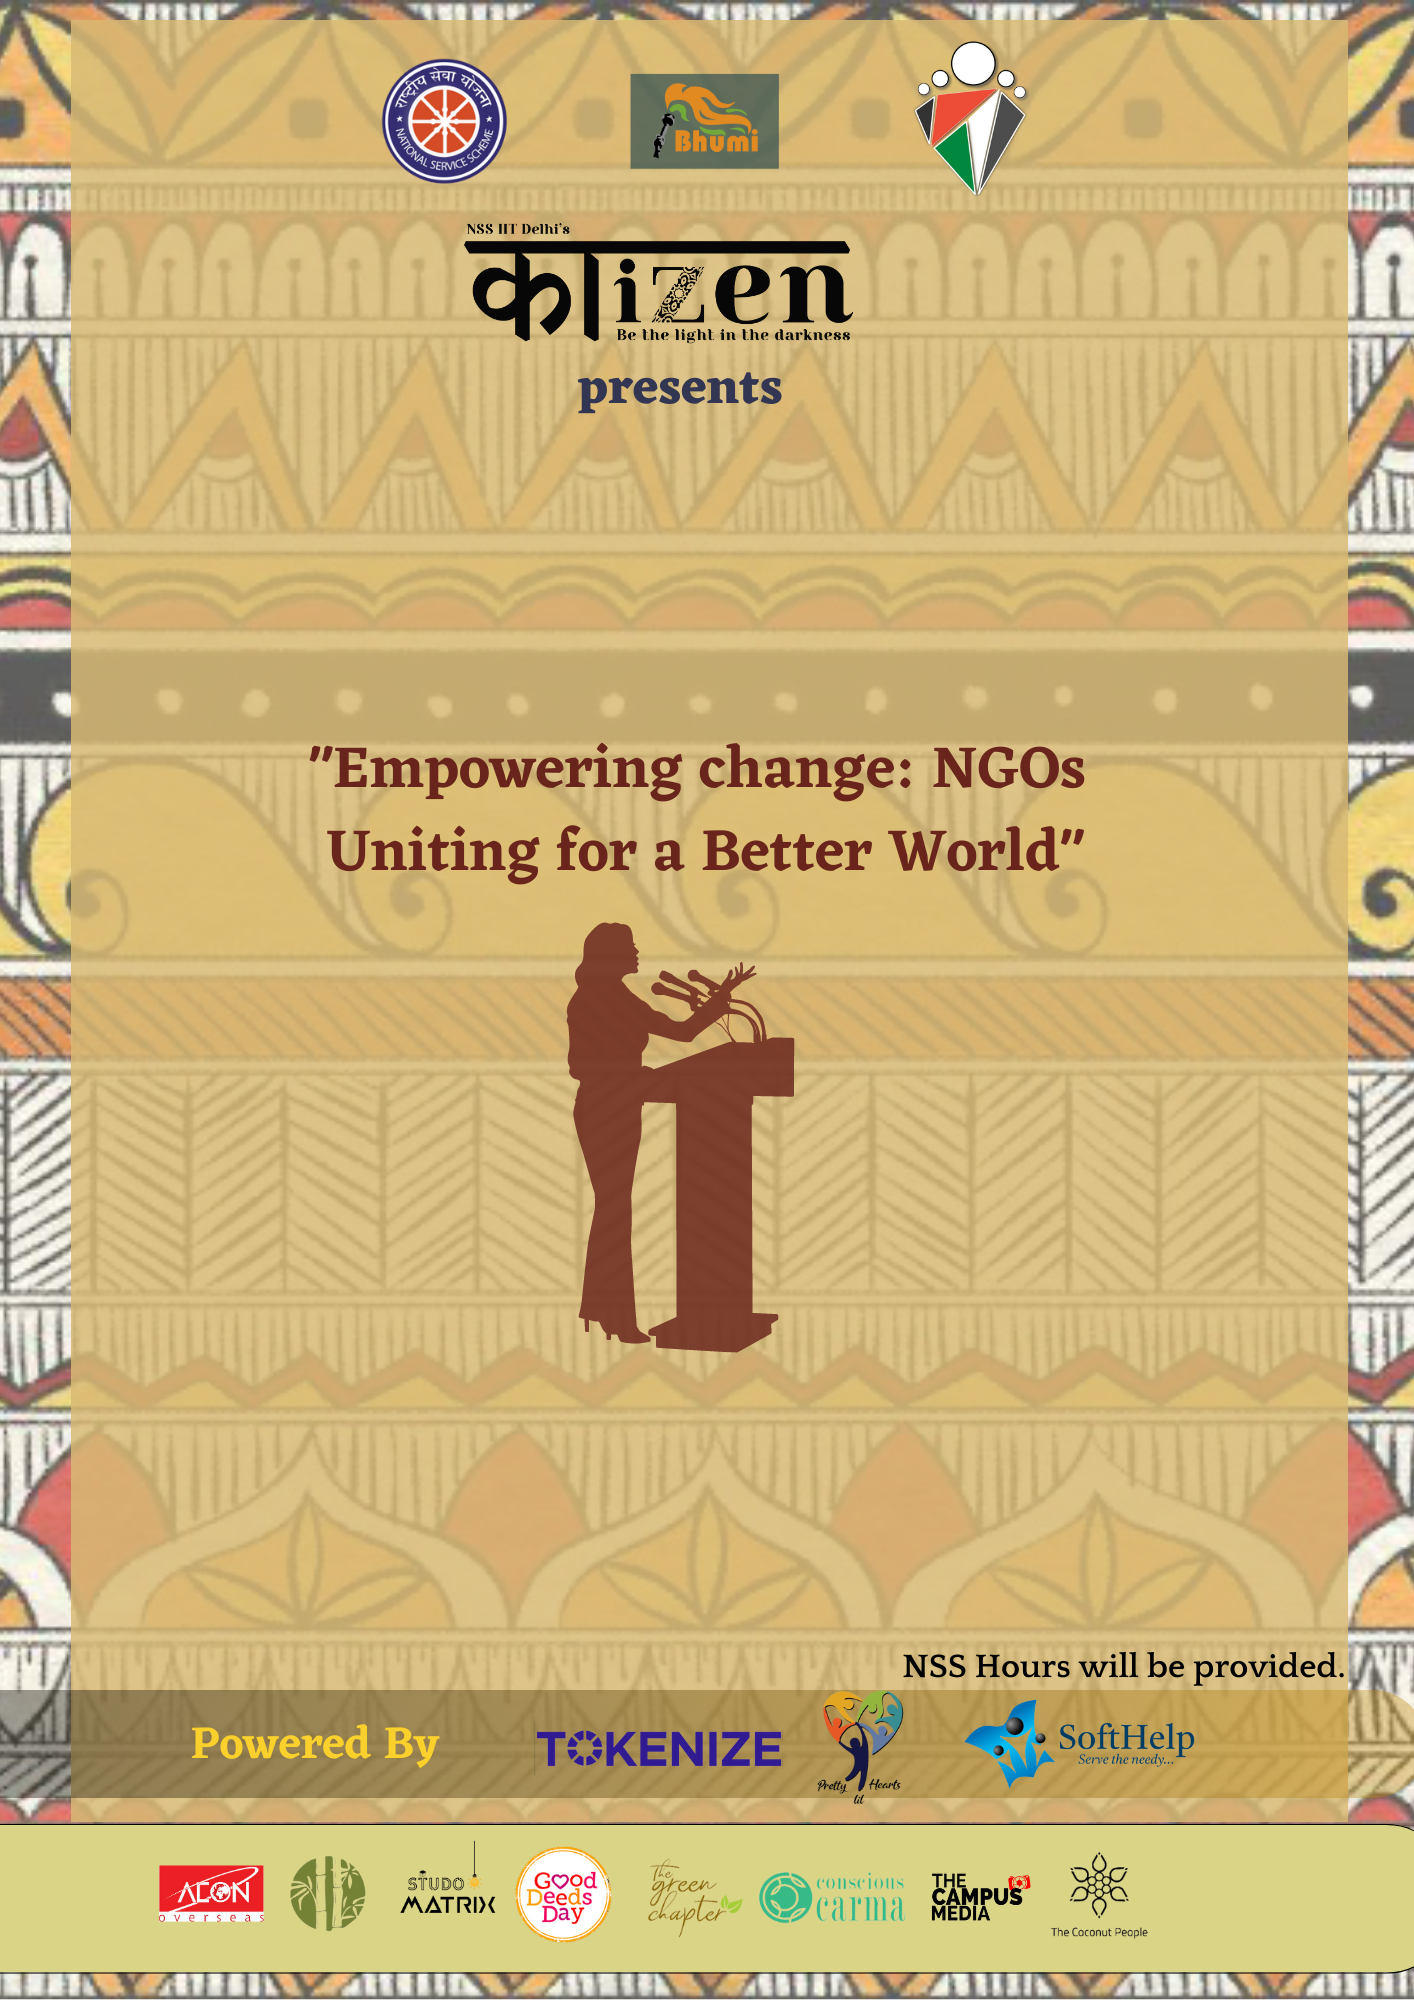 राष्ट्रीय सेवा योजना
NATIONAL SERVICE SCHEME
Bhumi
NSS IIT Delhi's
काizen
Be the light in the darkness
presents
"Empowering change: NGOs
Uniting for a Better World"
NSS Hours will be provided.
Powered By
TOKENIZE
Pretty Hearts
lil
SoftHelp
Serve the needy...
AEON
overseas
STUDO
MATRIX
Good
Deeds
Day
the
green
chapter
conscious
carma
THE
CAMPUS
MEDIA
The Coconut People